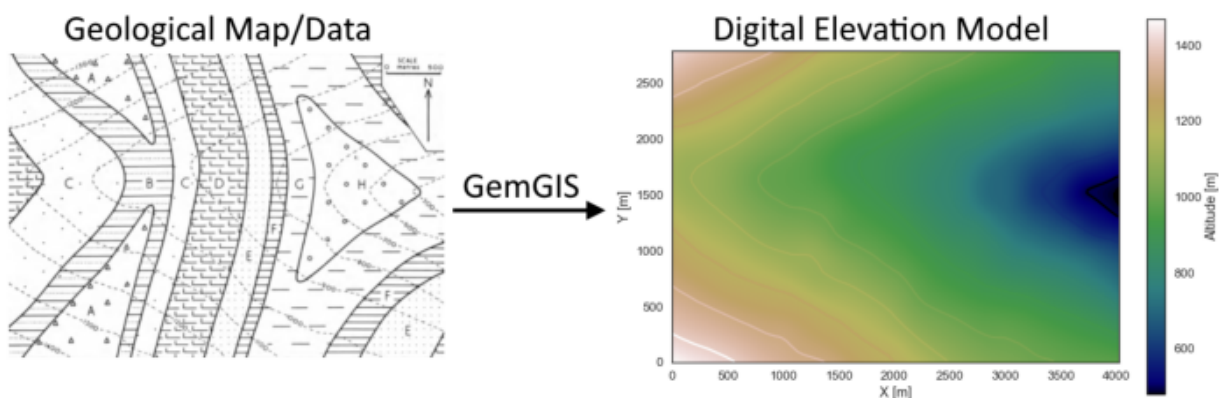 Geological Map/Data
SCALE
metres
N
A
C
B
C
D
G
H
E
F
A
F
E
GemGIS
Digital Elevation Model
2500
2000
1500
1000
500
0
Y [m]
0 500 1000 1500 2000 2500 3000 3500 4000
X [m]
1400
1200
1000
800
600
Altitude [m]